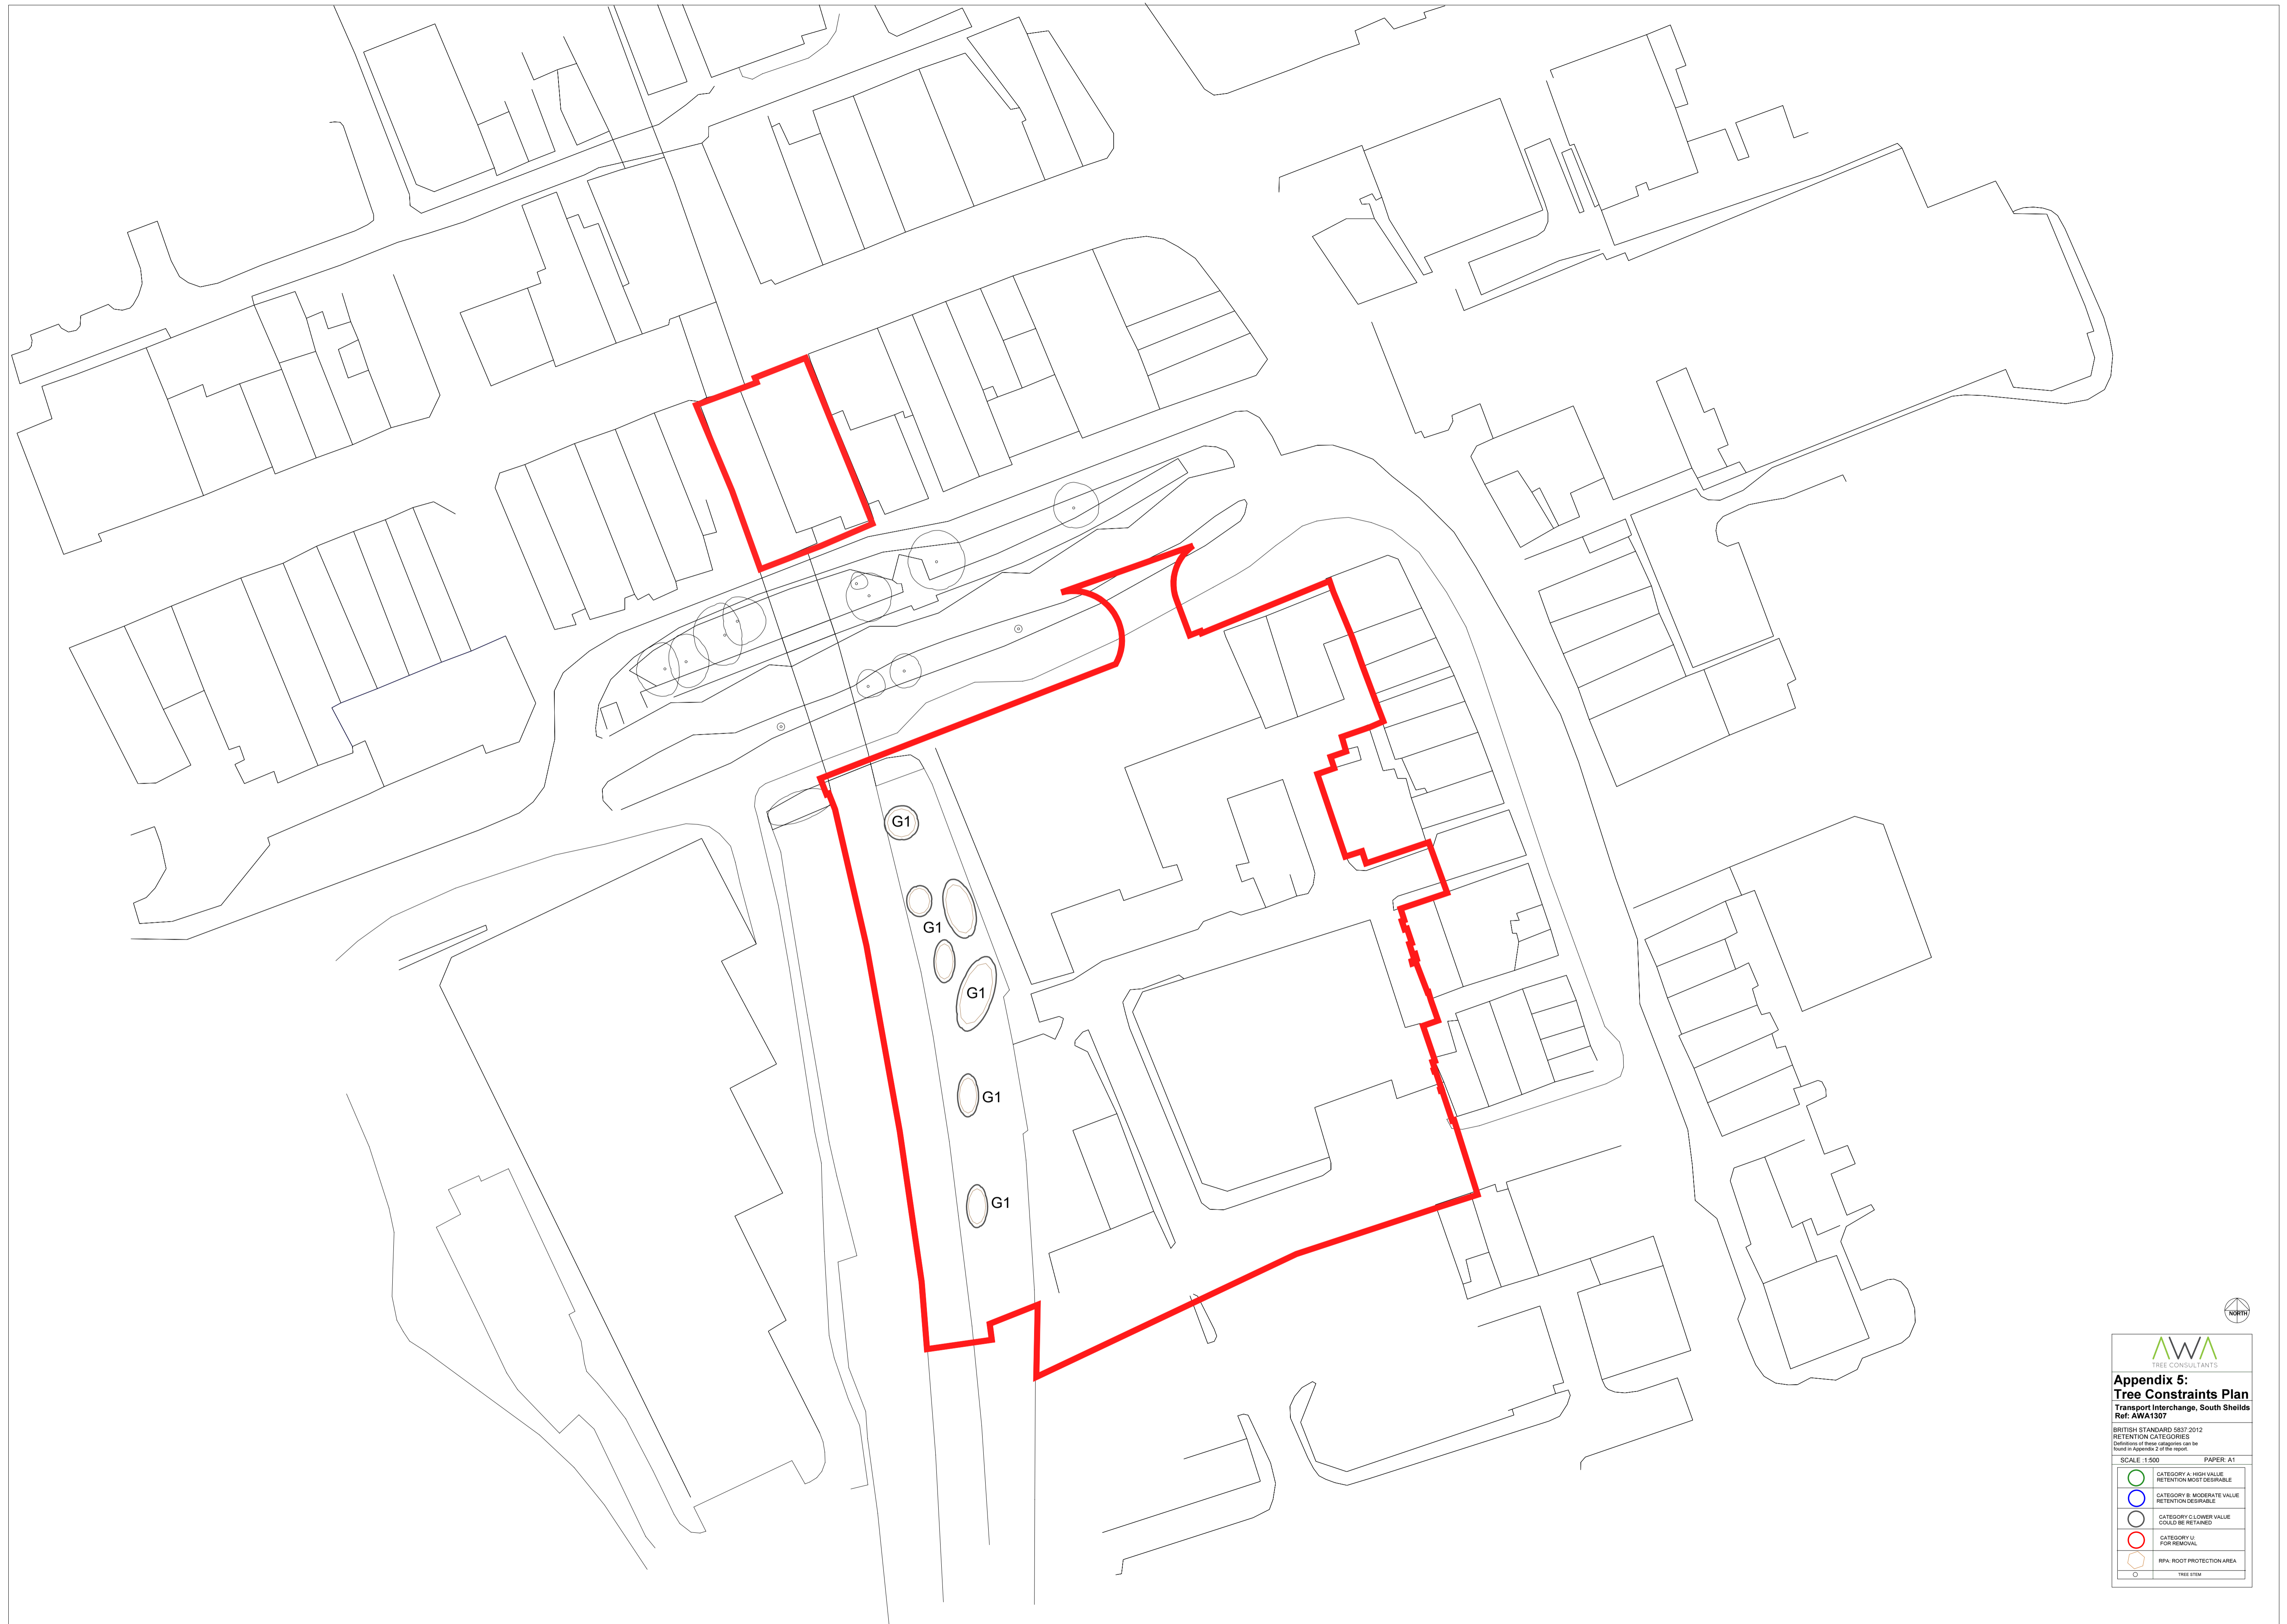 G1
G1
G1
G1
G1
NORTH
AWA
TREE CONSULTANTS
Appendix 5:
Tree Constraints Plan
Transport Interchange, South Sheilds
Ref: AWA1307
BRITISH STANDARD 5837:2012
RETENTION CATEGORIES
Definitions of these catagories can be
found in Appendix 2 of the report.
SCALE :1:500 PAPER: A1
CATEGORY A: HIGH VALUE
RETENTION MOST DESIRABLE
CATEGORY B: MODERATE VALUE
RETENTION DESIRABLE
CATEGORY C:LOWER VALUE
COULD BE RETAINED
CATEGORY U:
FOR REMOVAL
RPA: ROOT PROTECTION AREA
TREE STEM